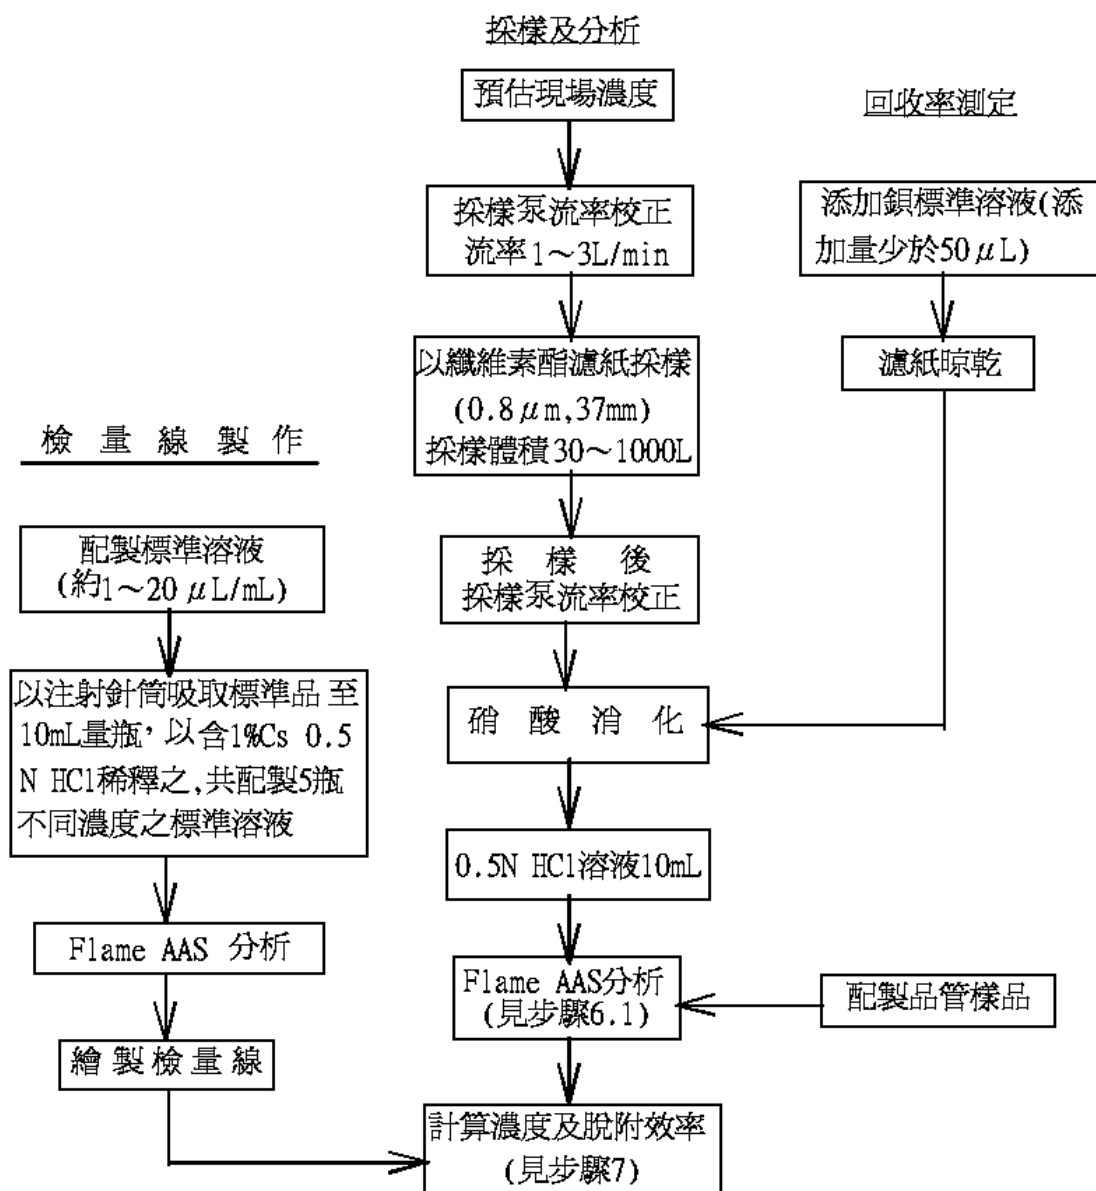 採樣及分析
預估現場濃度
採樣泵流率校正
流率1～3L/min
以纖維素酯濾紙採樣
(0.8μm,37mm)
採樣體積30～1000L
採樣後
採樣泵流率校正
硝酸消化
0.5N HCl溶液10mL
Flame AAS分析
(見步驟6.1)
計算濃度及脫附效率
(見步驟7)
回收率測定
添加鋇標準溶液(添
加量少於50μL)
濾紙晾乾
配製品管樣品
檢量線製作
配製標準溶液
(約1～20μL/mL)
以注射針筒吸取標準品至
10mL量瓶，以含1%Cs 0.5
N HCl稀釋之,共配製5瓶
不同濃度之標準溶液
Flame AAS 分析
繪製檢量線